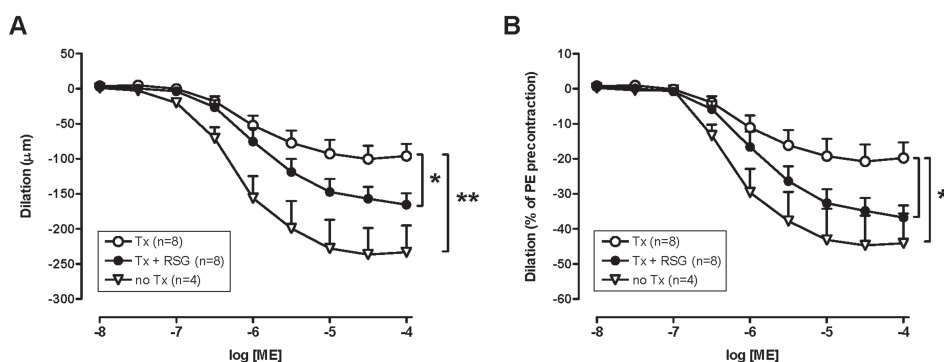 A
50
0
-50
-100
-150
-200
-250
-300
Dilation (μm)
Tx (n=8)
Tx + RSG (n=8)
no Tx (n=4)
*
**
-8
-7
-6
-5
-4
log [ME]
B
10
0
-10
-20
-30
-40
-50
-60
Dilation (% of PE precontraction)
Tx (n=8)
Tx + RSG (n=8)
no Tx (n=4)
*
-8
-7
-6
-5
-4
log [ME]